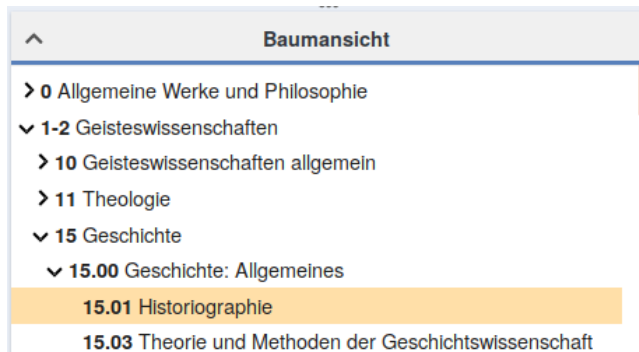 Baumansicht
0 Allgemeine Werke und Philosophie
1-2 Geisteswissenschaften
10 Geisteswissenschaften allgemein
11 Theologie
15 Geschichte
15.00 Geschichte: Allgemeines
15.01 Historiographie
15.03 Theorie und Methoden der Geschichtswissenschaft